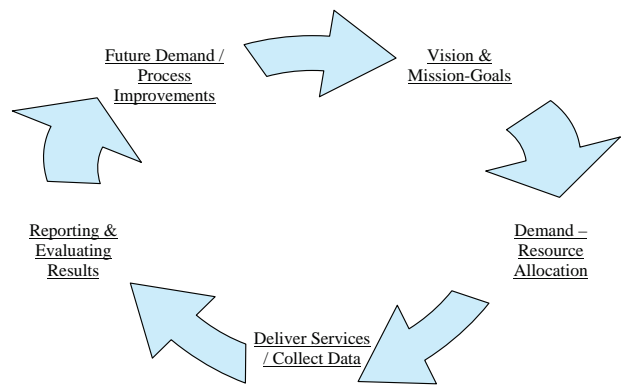 Future Demand /
Process
Improvements
Vision &
Mission-Goals
Demand –
Resource
Allocation
Deliver Services
/ Collect Data
Reporting &
Evaluating
Results